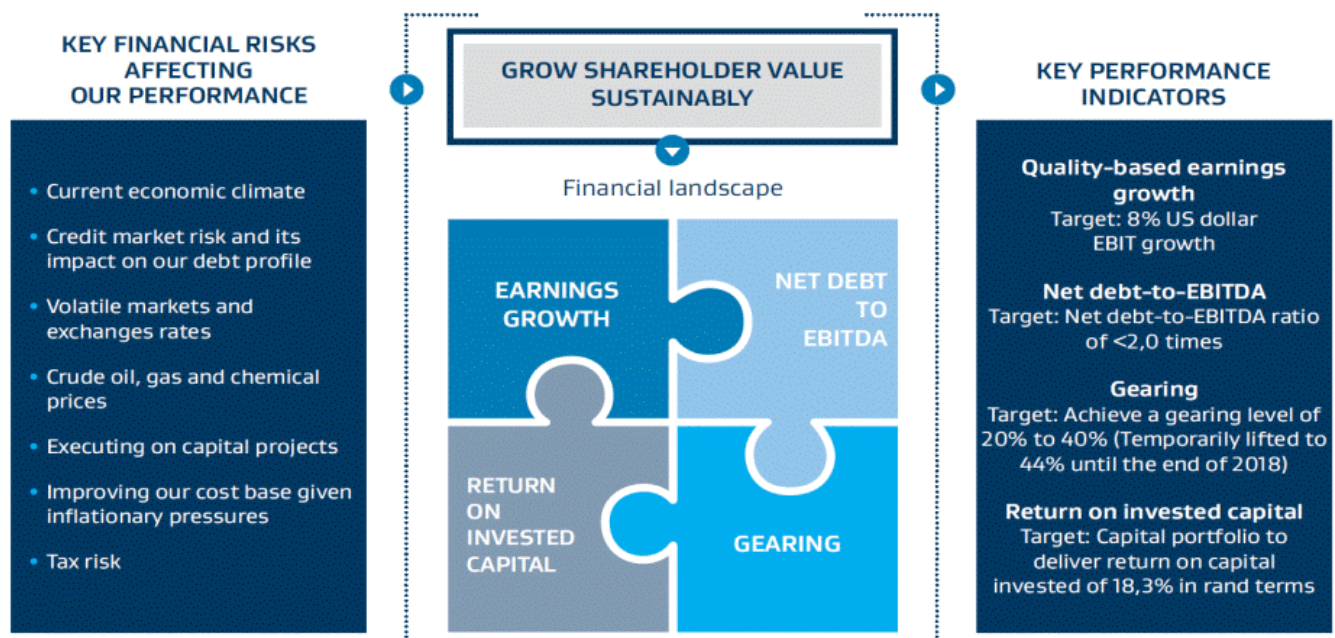 KEY FINANCIAL RISKS
AFFECTING
OUR PERFORMANCE
• Current economic climate
• Credit market risk and its
impact on our debt profile
• Volatile markets and
exchanges rates
• Crude oil, gas and chemical
prices
• Executing on capital projects
• Improving our cost base given
inflationary pressures
• Tax risk
GROW SHAREHOLDER VALUE
SUSTAINABLY
Financial landscape
EARNINGS
GROWTH
NET DEBT
TO
EBITDA
RETURN
ON
INVESTED
CAPITAL
GEARING
KEY PERFORMANCE
INDICATORS
Quality-based earnings
growth
Target: 8% US dollar
EBIT growth
Net debt-to-EBITDA
Target: Net debt-to-EBITDA ratio
of <2,0 times
Gearing
Target: Achieve a gearing level of
20% to 40% (Temporarily lifted to
44% until the end of 2018)
Return on invested capital
Target: Capital portfolio to
deliver return on capital
invested of 18,3% in rand terms